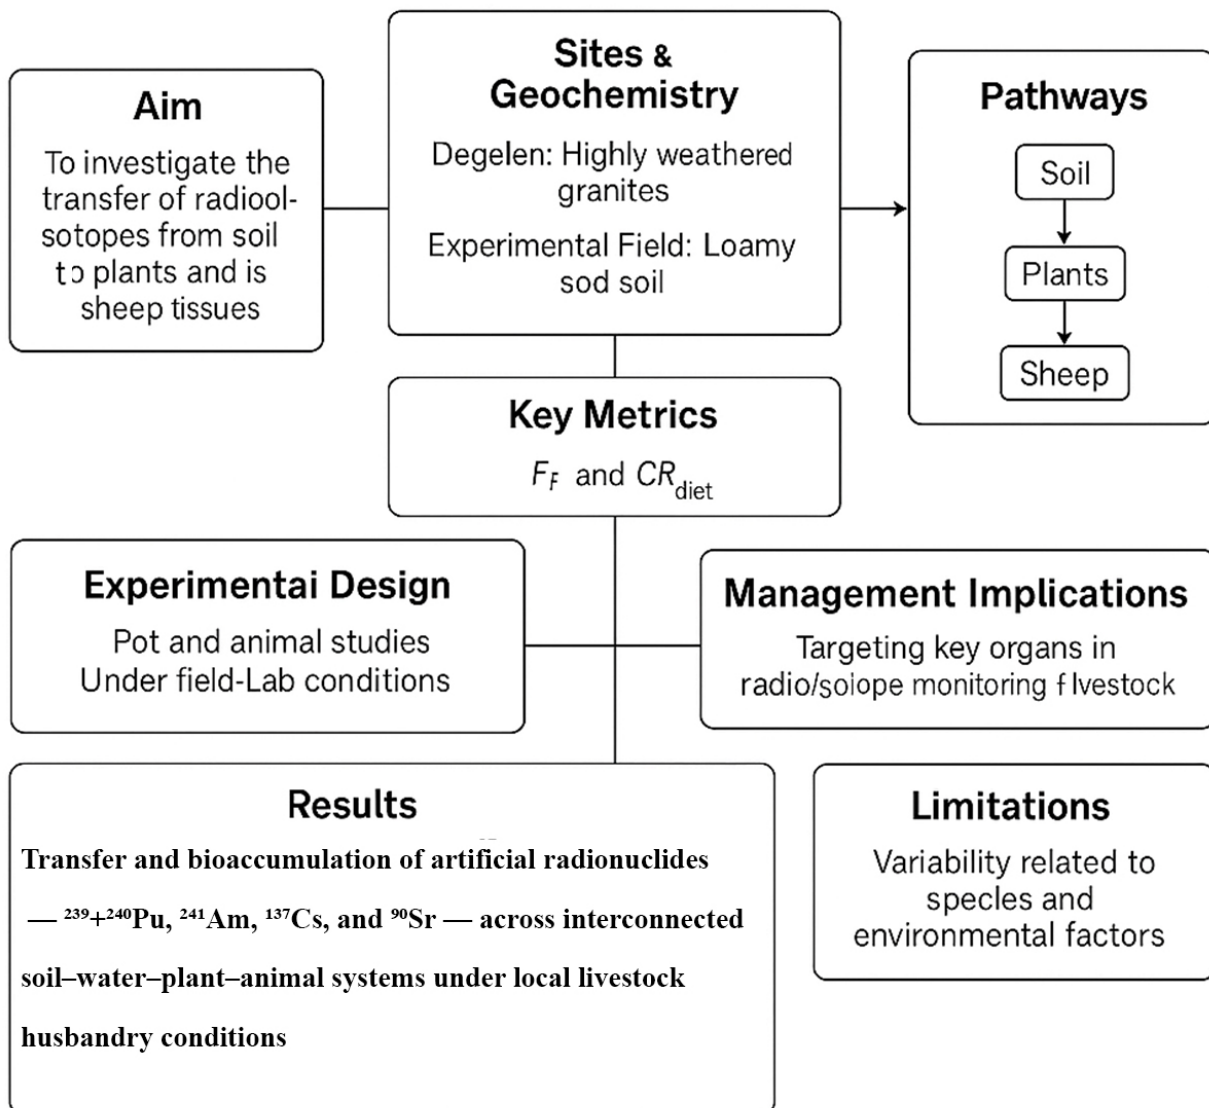 Aim
To investigate the
transfer of radiool-
sotopes from soil
to plants and is
sheep tissues
Sites &
Geochemistry
Degelen: Highly weathered
granites
Experimental Field: Loamy
sod soil
Pathways
Soil
Plants
Sheep
Key Metrics
F_F and CR_diet
Experimentai Design
Pot and animal studies
Under field-Lab conditions
Management Implications
Targeting key organs in
radio/soiope monitoring f lvestock
Results
Transfer and bioaccumulation of artificial radionuclides
— ²³⁹+²⁴⁰Pu, ²⁴¹Am, ¹³⁷Cs, and ⁹⁰Sr — across interconnected
soil–water–plant–animal systems under local livestock
husbandry conditions
Limitations
Variability related to
specles and
environmental factors